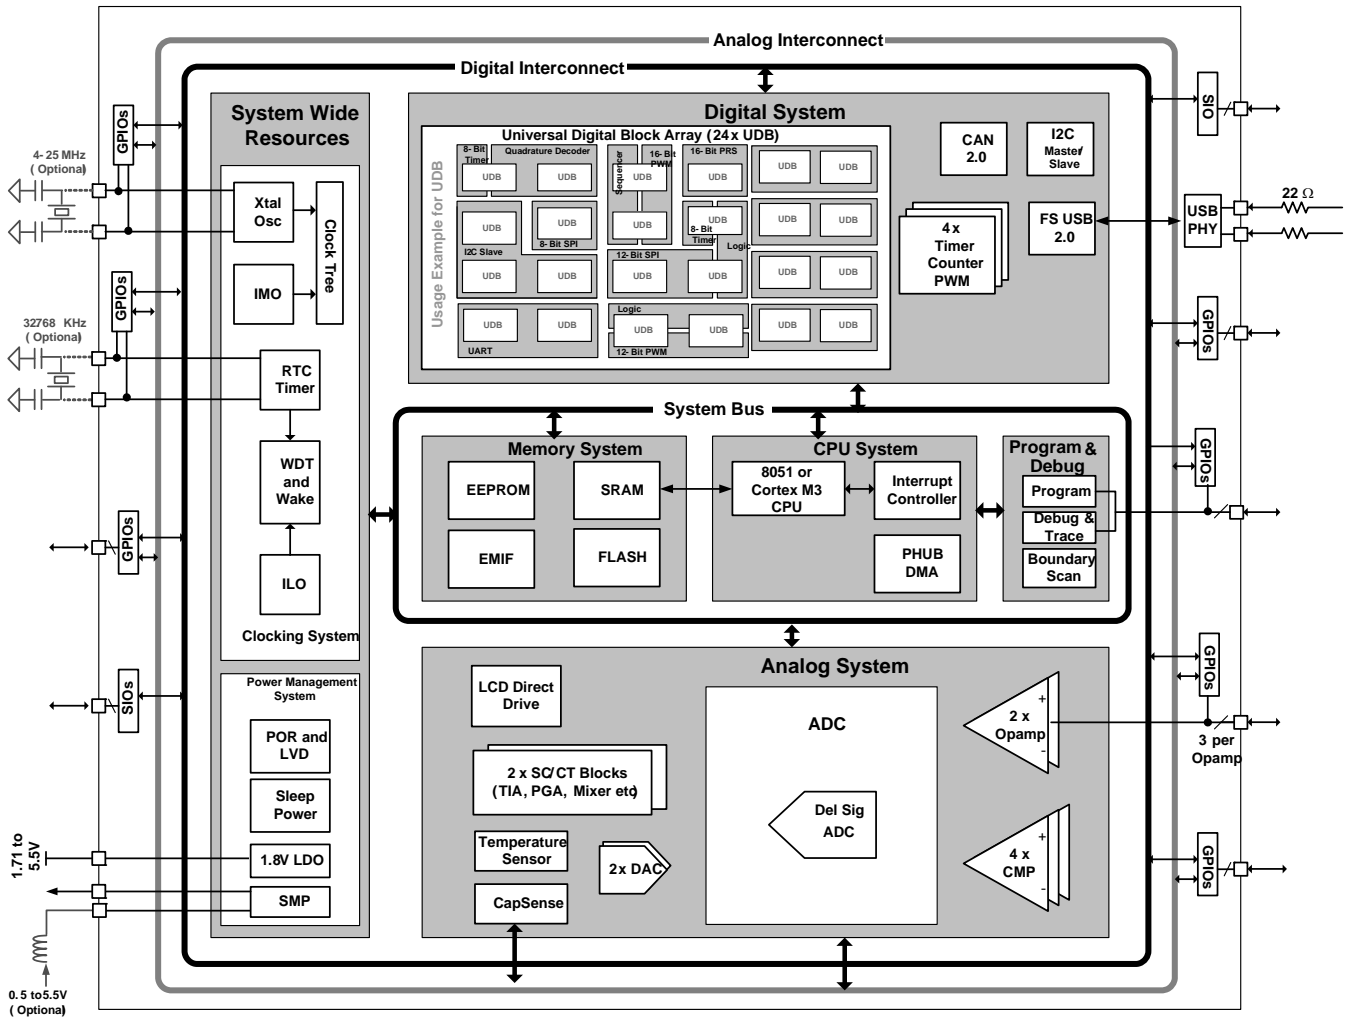 Analog Interconnect
Digital Interconnect
System Wide
Resources
GPIOs
4- 25 MHz
( Optional)
Xtal
Osc
Clock Tree
IMO
GPIOs
32768 KHz
( Optional)
RTC
Timer
WDT
and
Wake
GPIOs
ILO
Clocking System
SIOs
Power Management
System
POR and
LVD
Sleep
Power
1.71 to
5.5V
1.8V LDO
SMP
0. 5 to5.5V
( Optional)
Digital System
Universal Digital Block Array (24x UDB)
Usage Example for UDB
8- Bit
Timer
Quadrature Decoder
Sequencer
16- Bit
PWM
16- Bit PRS
UDB
UDB
UDB
UDB
UDB
UDB
UDB
UDB
UDB
UDB
UDB
UDB
I2C Slave
8- Bit SPI
8- Bit
Timer
Logic
12- Bit SPI
UDB
UDB
UDB
UDB
UDB
UDB
Logic
UDB
UDB
UDB
UDB
UDB
UDB
UART
12- Bit PWM
CAN
2.0
I2C
Master/
Slave
4 x
Timer
Counter
PWM
FS USB
2.0
SIO
USB
PHY
22 Ω
GPIOs
System Bus
Memory System
EEPROM
SRAM
EMIF
FLASH
CPU System
8051 or
Cortex M3
CPU
Interrupt
Controller
PHUB
DMA
Program &
Debug
Program
Debug &
Trace
Boundary
Scan
GPIOs
Analog System
LCD Direct
Drive
2 x SC/CT Blocks
(TIA, PGA, Mixer etc)
Temperature
Sensor
CapSense
2 x DAC
ADC
Del Sig
ADC
+
2 x
Opamp
-
+
4 x
CMP
-
GPIOs
3 per
Opamp
GPIOs